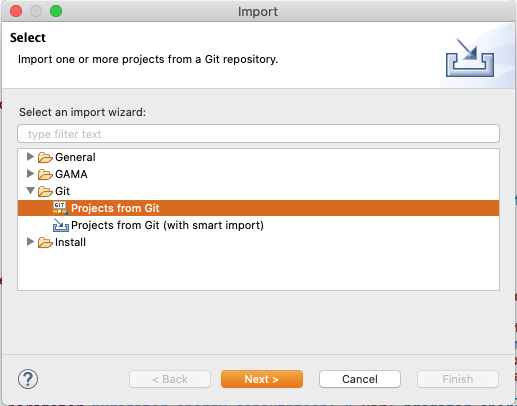 Import
Select
Import one or more projects from a Git repository.
Select an import wizard:
type filter text
General
GAMA
Git
GIT
Projects from Git
Projects from Git (with smart import)
Install
?
< Back
Next >
Cancel
Finish